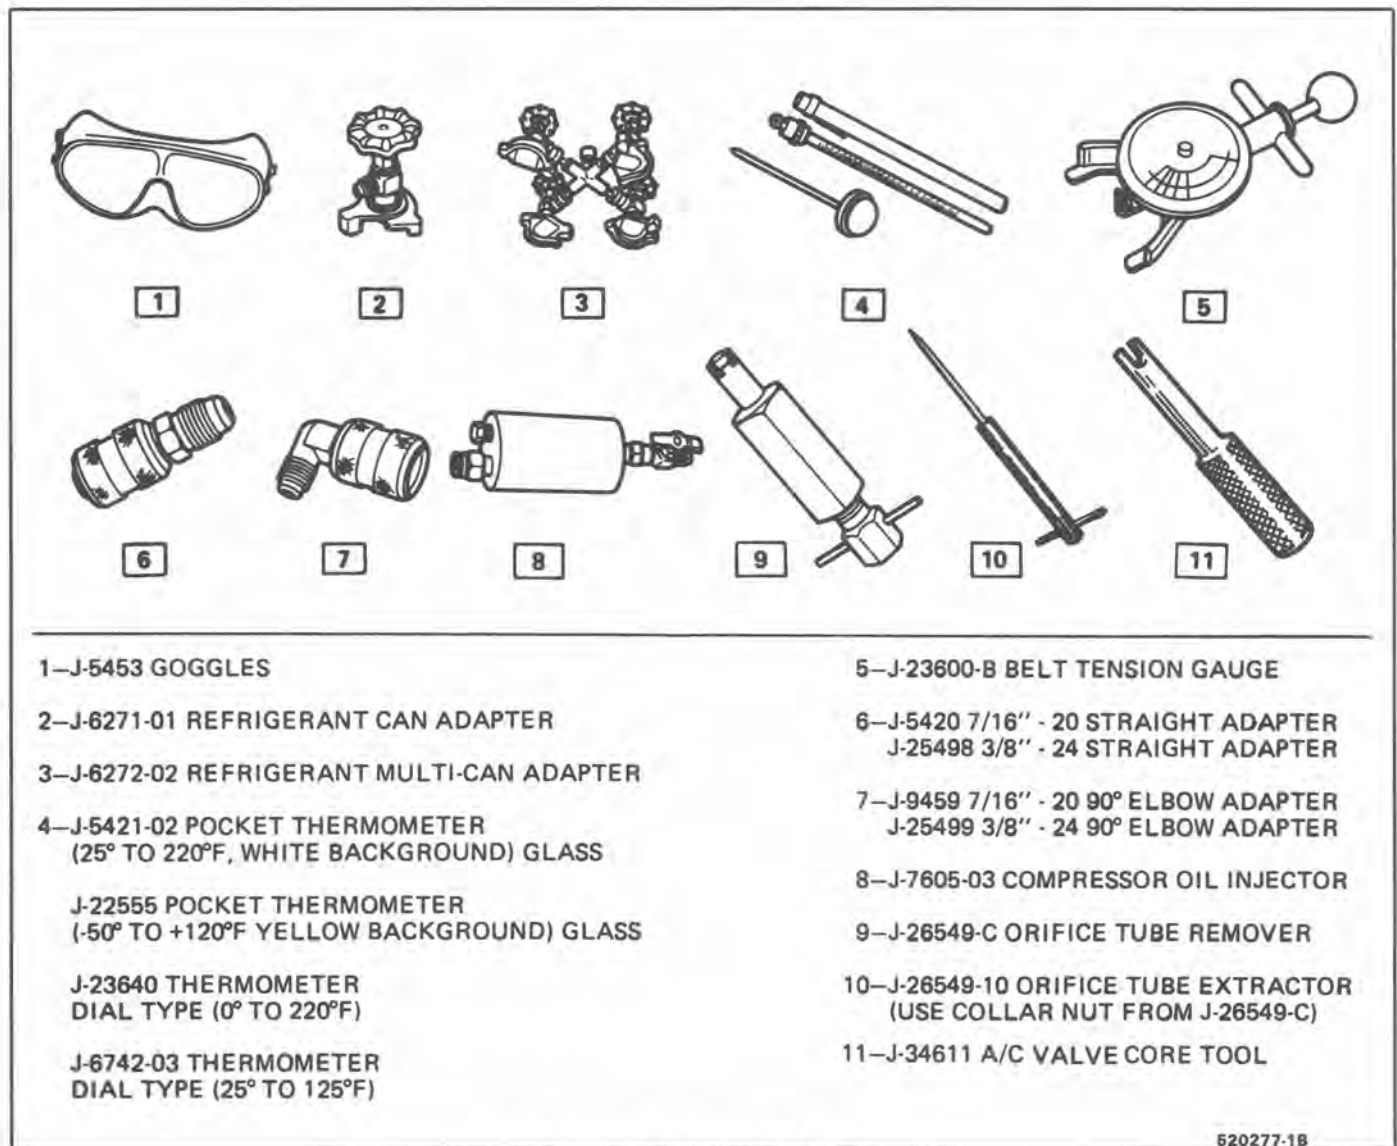 1
2
3
4
5
6
7
8
9
10
11
1—J-5453 GOGGLES
2—J-6271-01 REFRIGERANT CAN ADAPTER
3—J-6272-02 REFRIGERANT MULTI-CAN ADAPTER
4—J-5421-02 POCKET THERMOMETER
(25° TO 220°F, WHITE BACKGROUND) GLASS
J-22555 POCKET THERMOMETER
(-50° TO +120°F YELLOW BACKGROUND) GLASS
J-23640 THERMOMETER
DIAL TYPE (0° TO 220°F)
J-6742-03 THERMOMETER
DIAL TYPE (25° TO 125°F)
5—J-23600-B BELT TENSION GAUGE
6—J-5420 7/16" - 20 STRAIGHT ADAPTER
J-25498 3/8" - 24 STRAIGHT ADAPTER
7—J-9459 7/16" - 20 90° ELBOW ADAPTER
J-25499 3/8" - 24 90° ELBOW ADAPTER
8—J-7605-03 COMPRESSOR OIL INJECTOR
9—J-26549-C ORIFICE TUBE REMOVER
10—J-26549-10 ORIFICE TUBE EXTRACTOR
(USE COLLAR NUT FROM J-26549-C)
11—J-34611 A/C VALVE CORE TOOL
520277-1B